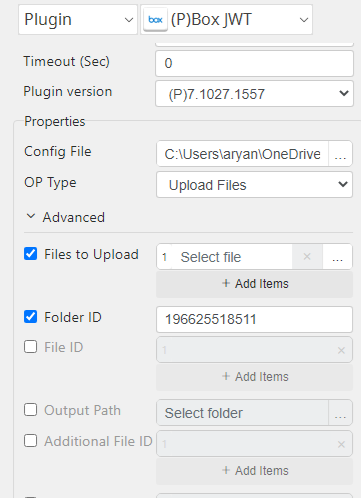 Plugin box (P)Box JWT
Timeout (Sec) 0
Plugin version (P)7.1027.1557
Properties
Config File C:\Users\aryan\OneDrive ...
OP Type Upload Files
Advanced
Files to Upload 1 Select file × ...
+ Add Items
Folder ID 196625518511
File ID 1 ×
+ Add Items
Output Path Select folder ...
Additional File ID 1 ×
+ Add Items